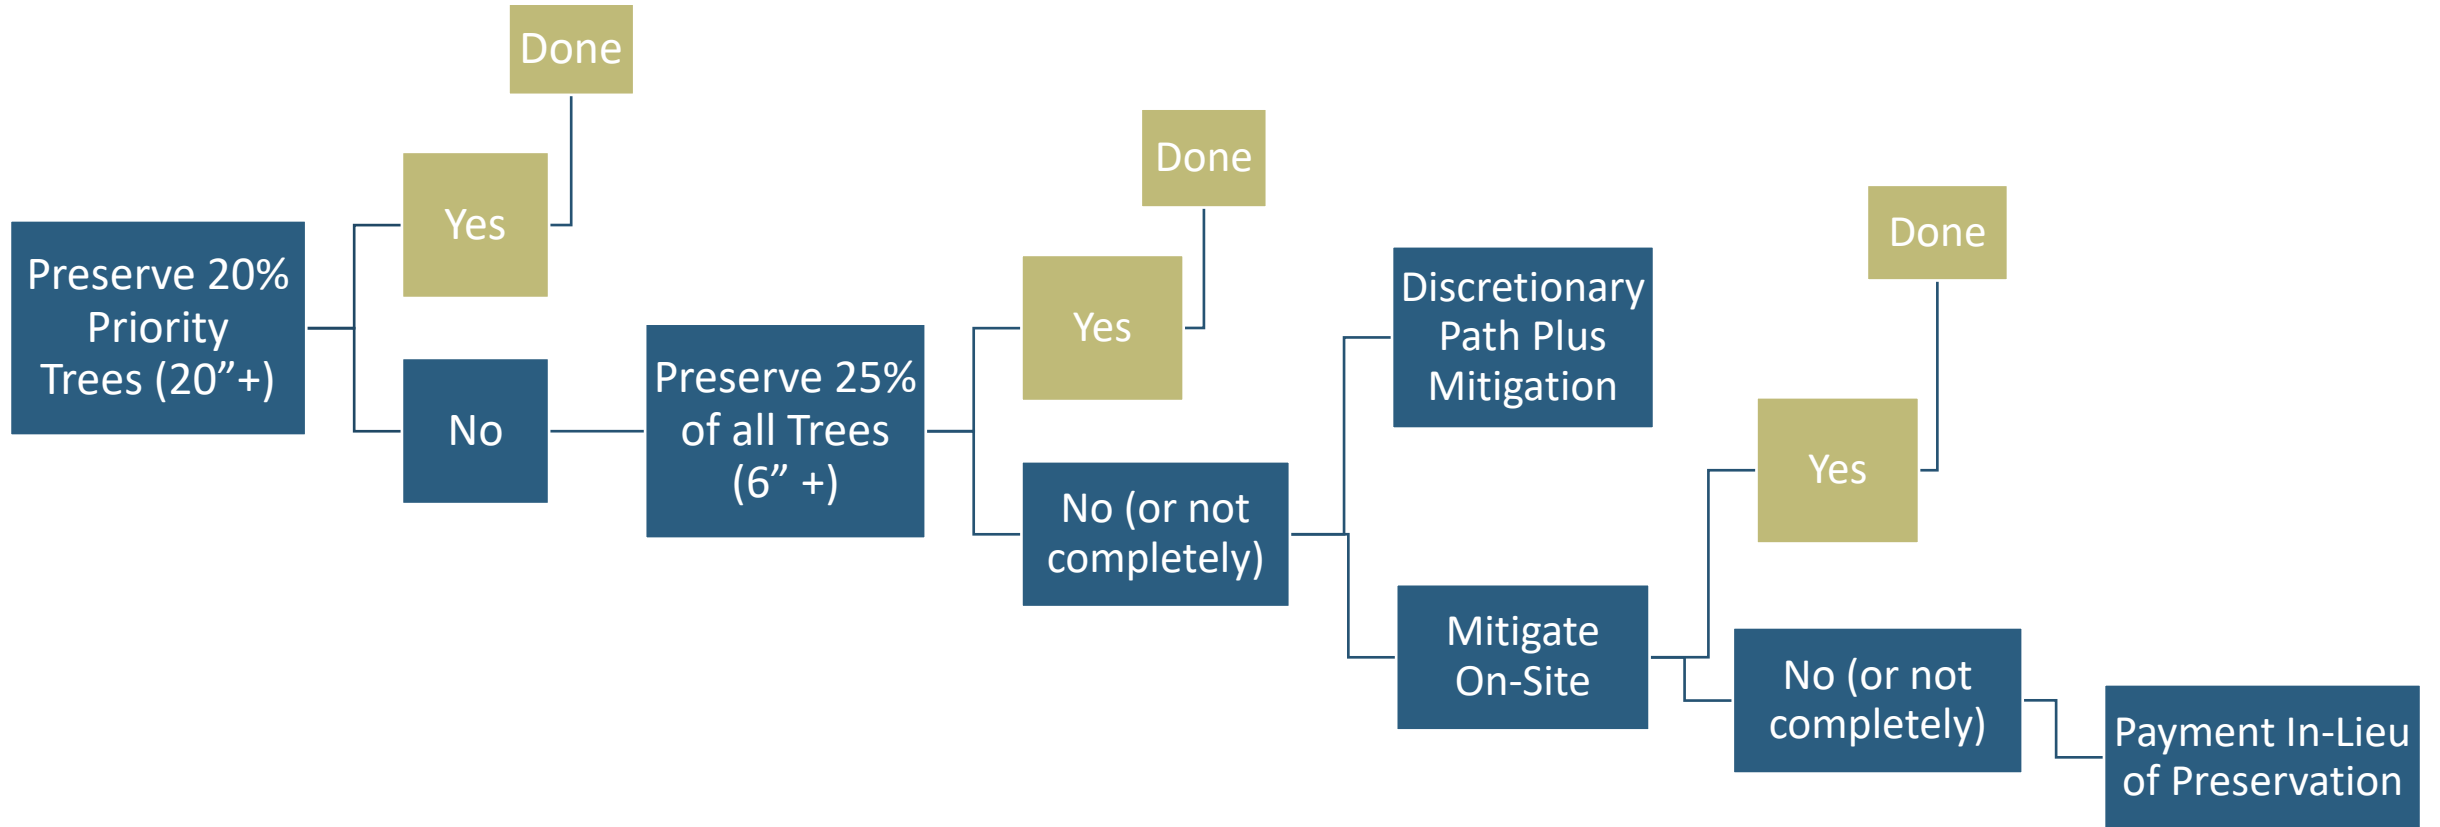 Done
Yes
Preserve 20%
Priority
Trees (20”+)
No
Preserve 25%
of all Trees
(6” +)
Done
Yes
No (or not
completely)
Discretionary
Path Plus
Mitigation
Mitigate
On-Site
Done
Yes
No (or not
completely)
Payment In-Lieu
of Preservation